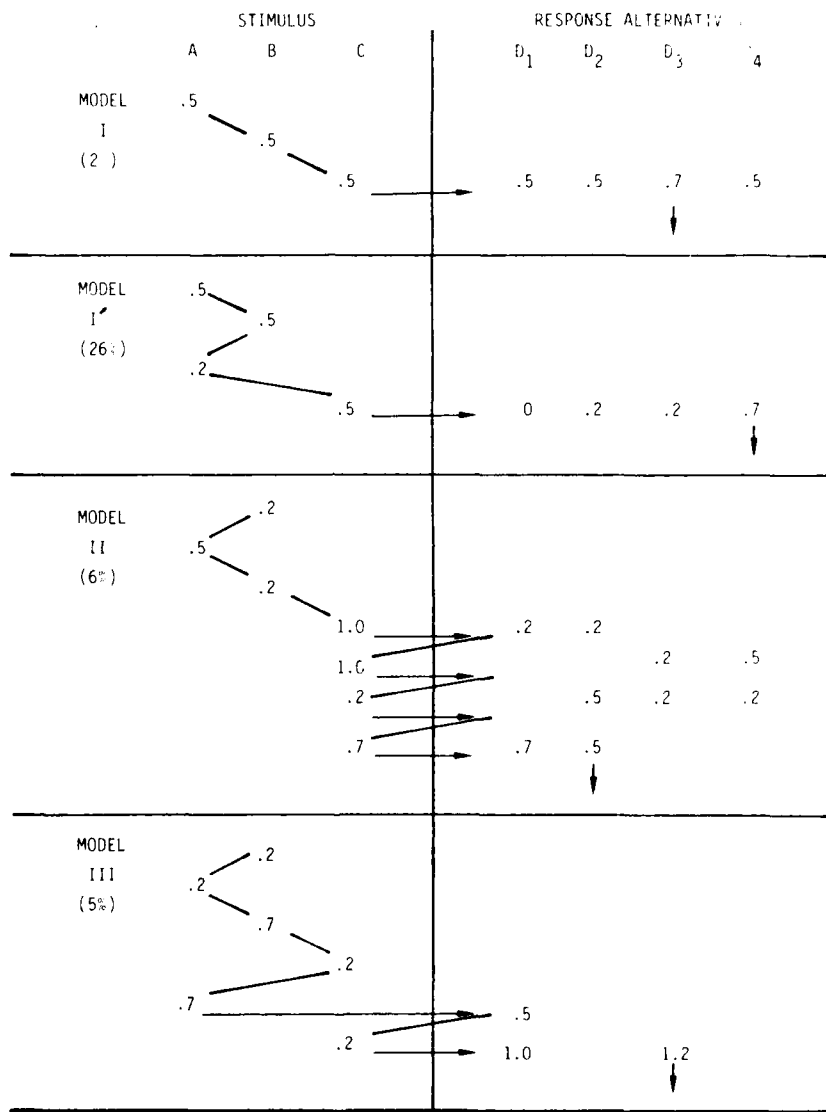 STIMULUS RESPONSE ALTERNATIV
A B C D1 D2 D3 4
MODEL .5
I .5
(2 )
.5 .5 .5 .7 .5
MODEL .5
I' .5
(26%)
.2
.5 0 .2 .2 .7
MODEL .2
II .5
(6%) .2
1.0 .2 .2
1.0 .2 .5
.2 .5 .2 .2
.7 .7 .5
MODEL .2
III .2
(5%) .7
.2
.7 .5
.2 1.0 1.2